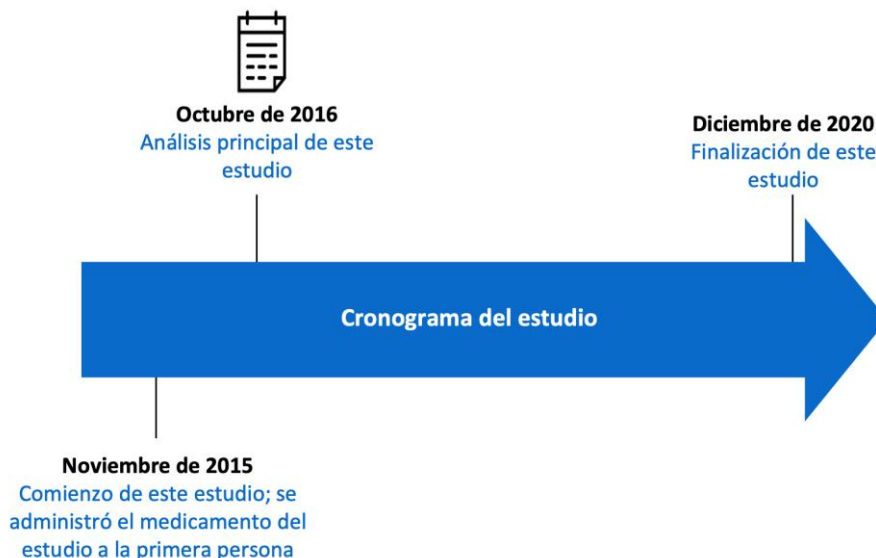 Octubre de 2016
Análisis principal de este
estudio
Diciembre de 2020
Finalización de este
estudio
Cronograma del estudio
Noviembre de 2015
Comienzo de este estudio; se
administró el medicamento del
estudio a la primera persona